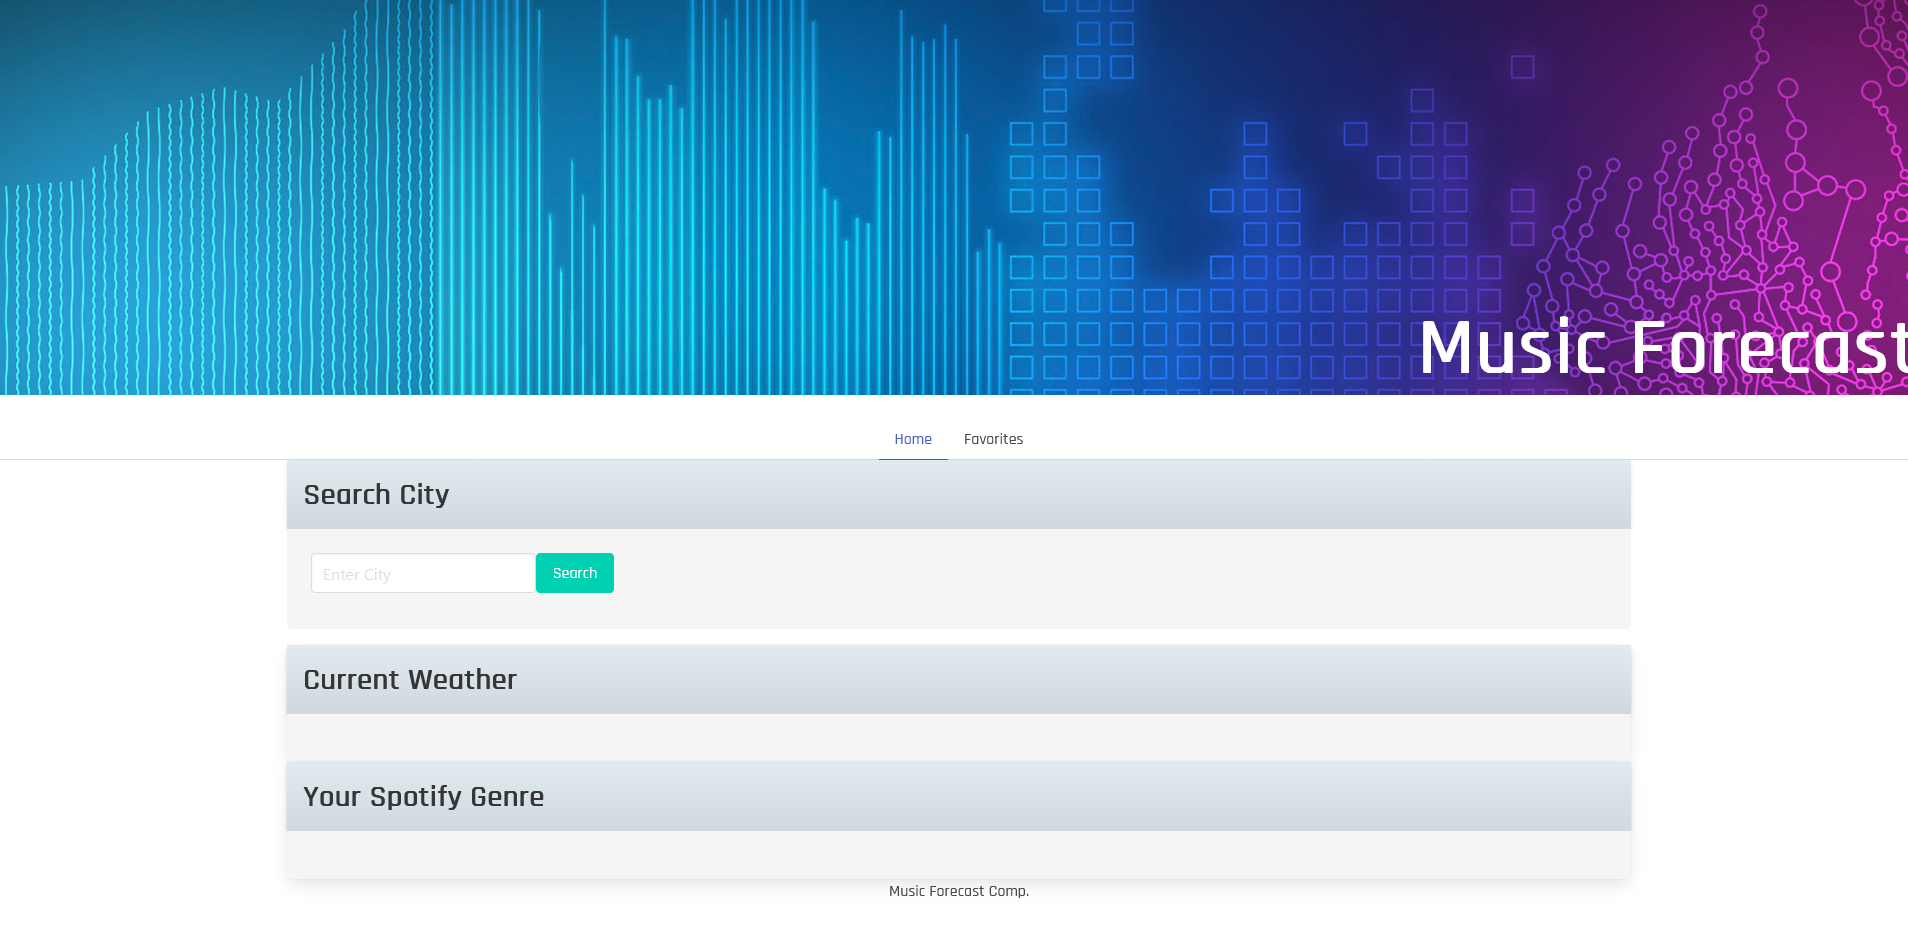 Music Forecast
Home Favorites
Search City
Enter City Search
Current Weather
Your Spotify Genre
Music Forecast Comp.